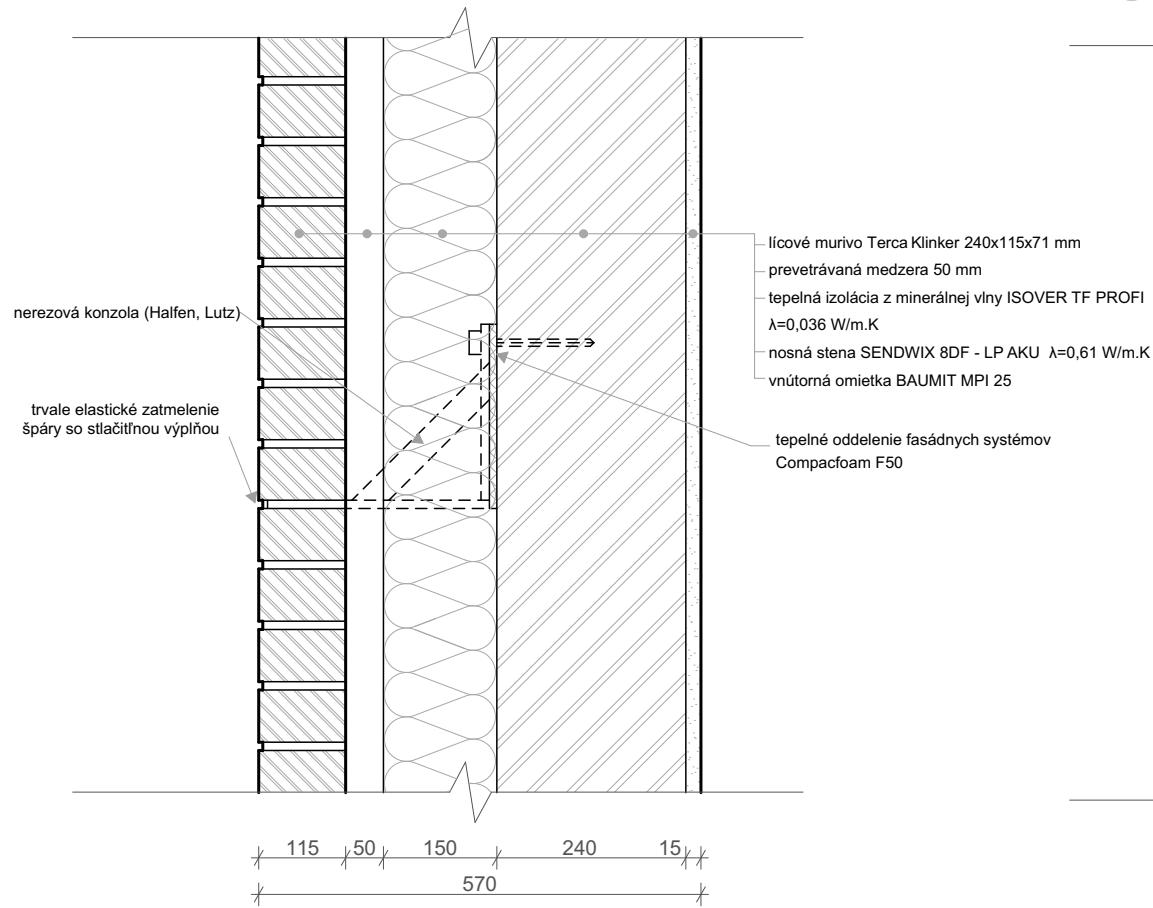 lícové murivo Terca Klinker 240x115x71 mm
prevetrávaná medzera 50 mm
tepelná izolácia z minerálnej vlny ISOVER TF PROFI
λ=0,036 W/m.K
nosná stena SENDWIX 8DF - LP AKU λ=0,61 W/m.K
vnútorná omietka BAUMIT MPI 25
nerezová konzola (Halfen, Lutz)
trvale elastické zatmelenie
špáry so stlačitľnou výplňou
tepelné oddelenie fasádnych systémov
Compacfoam F50
115 50 150 240 15
570